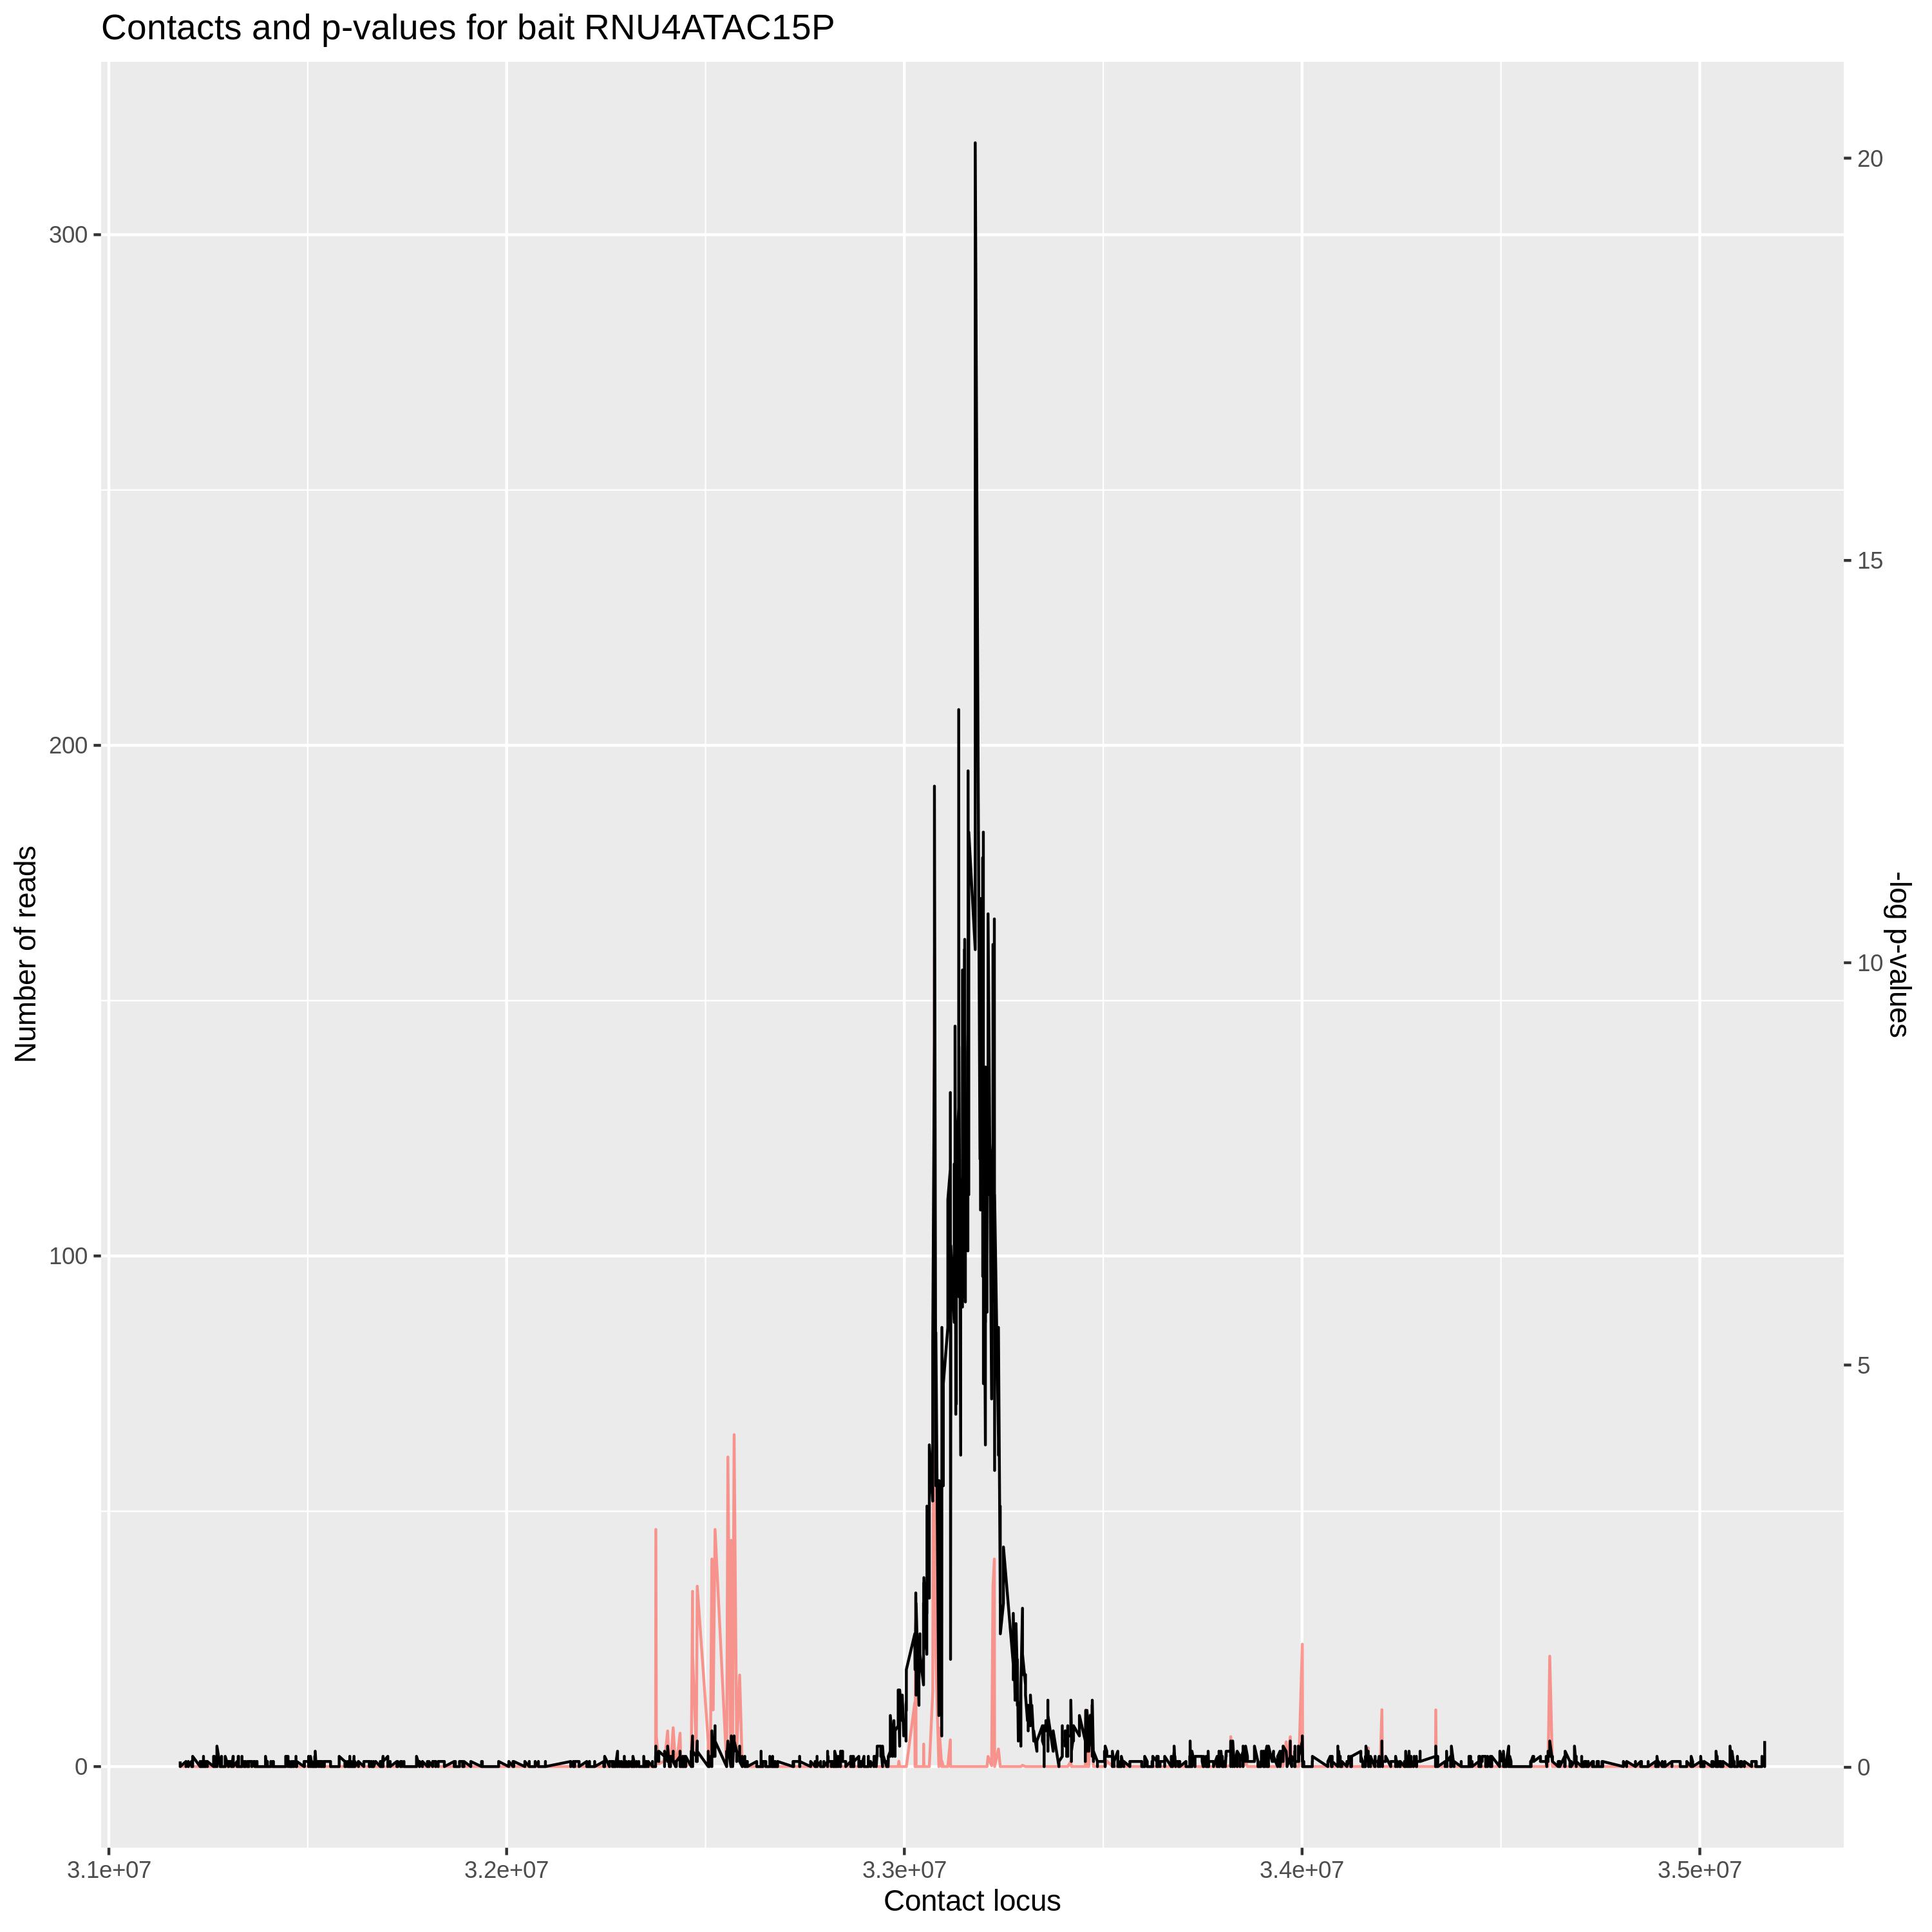 Contacts and p-values for bait RNU4ATAC15P
300
200
100
0
Number of reads
20
15
10
5
0
-log p-values
3.1e+07
3.2e+07
3.3e+07
3.4e+07
3.5e+07
Contact locus